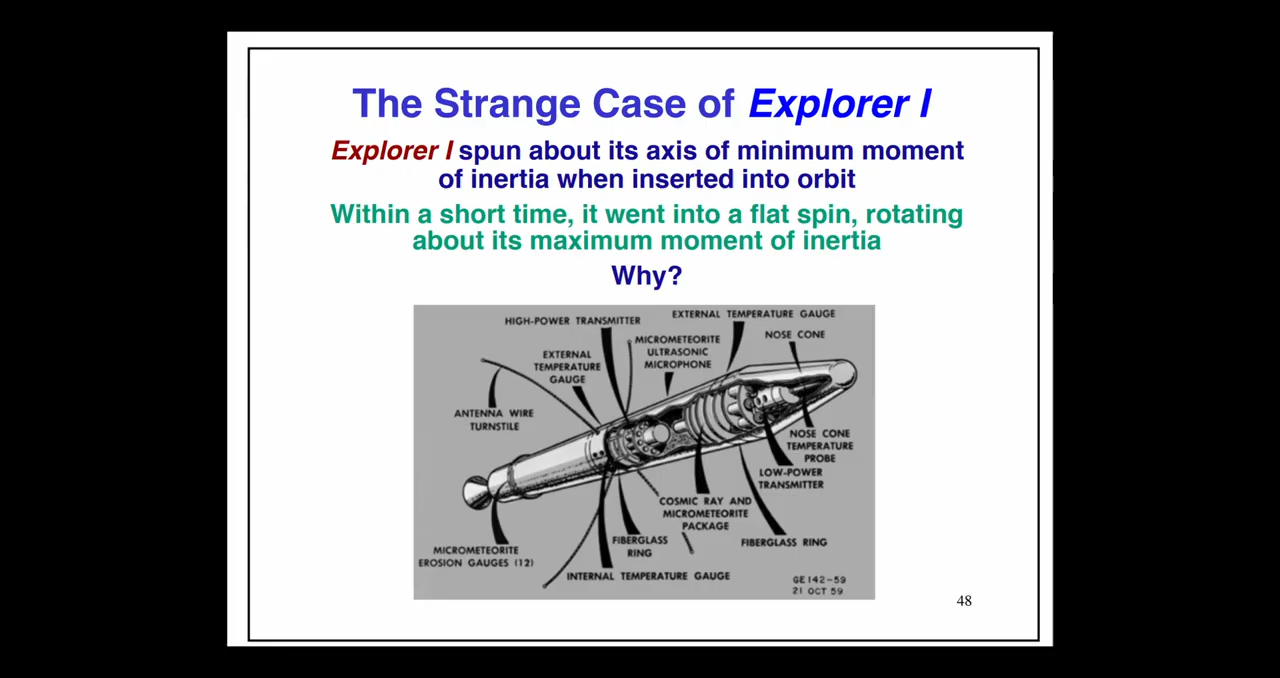 The Strange Case of Explorer I
Explorer I spun about its axis of minimum moment
of inertia when inserted into orbit
Within a short time, it went into a flat spin, rotating
about its maximum moment of inertia
Why?
HIGH-POWER TRANSMITTER
EXTERNAL TEMPERATURE GAUGE
NOSE CONE
MICROMETEORITE
ULTRASONIC
MICROPHONE
EXTERNAL
TEMPERATURE
GAUGE
ANTENNA WIRE
TURNSTILE
NOSE CONE
TEMPERATURE
PROBE
LOW-POWER
TRANSMITTER
COSMIC RAY AND
MICROMETEORITE
PACKAGE
FIBERGLASS
RING
FIBERGLASS RING
MICROMETEORITE
EROSION GAUGES (12)
INTERNAL TEMPERATURE GAUGE
GE 142-59
21 OCT 59
48